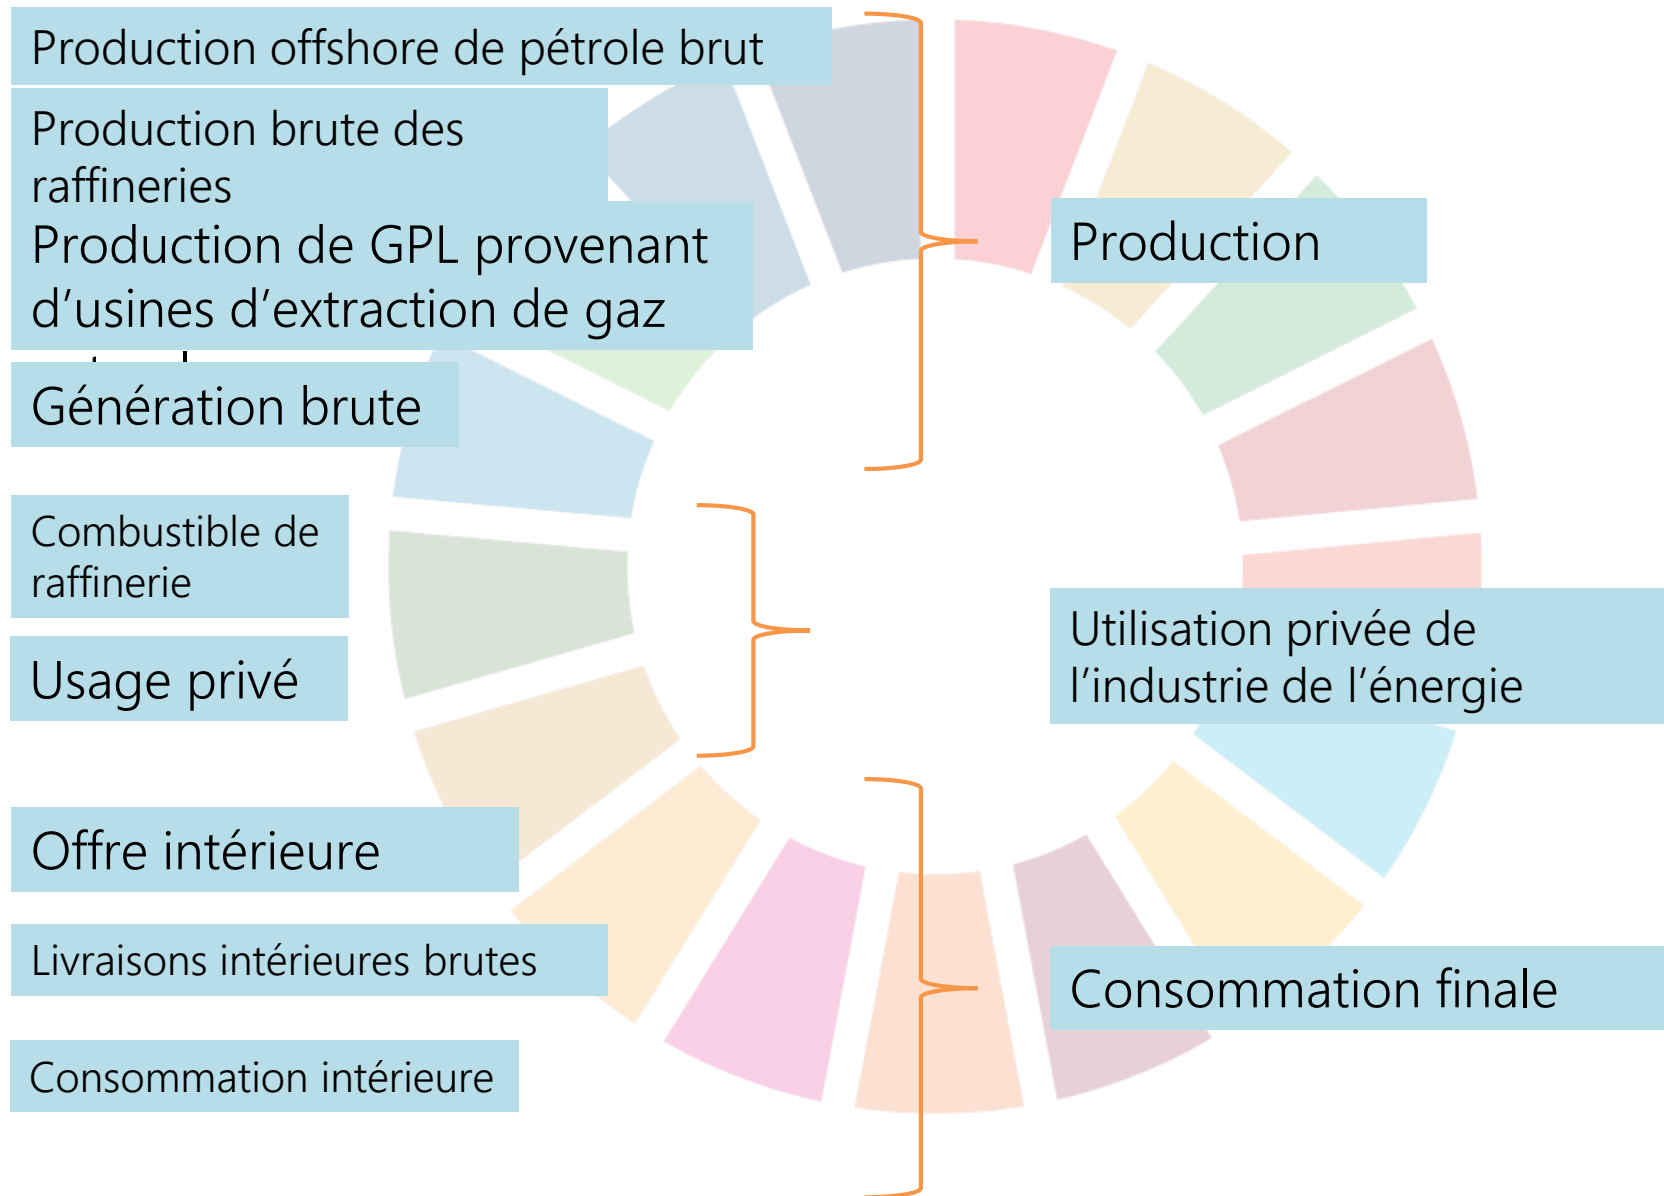 Production offshore de pétrole brut
Production brute des
raffineries
Production de GPL provenant
d’usines d’extraction de gaz
Génération brute
Combustible de
raffinerie
Usage privé
Offre intérieure
Livraisons intérieures brutes
Consommation intérieure
Production
Utilisation privée de
l’industrie de l’énergie
Consommation finale